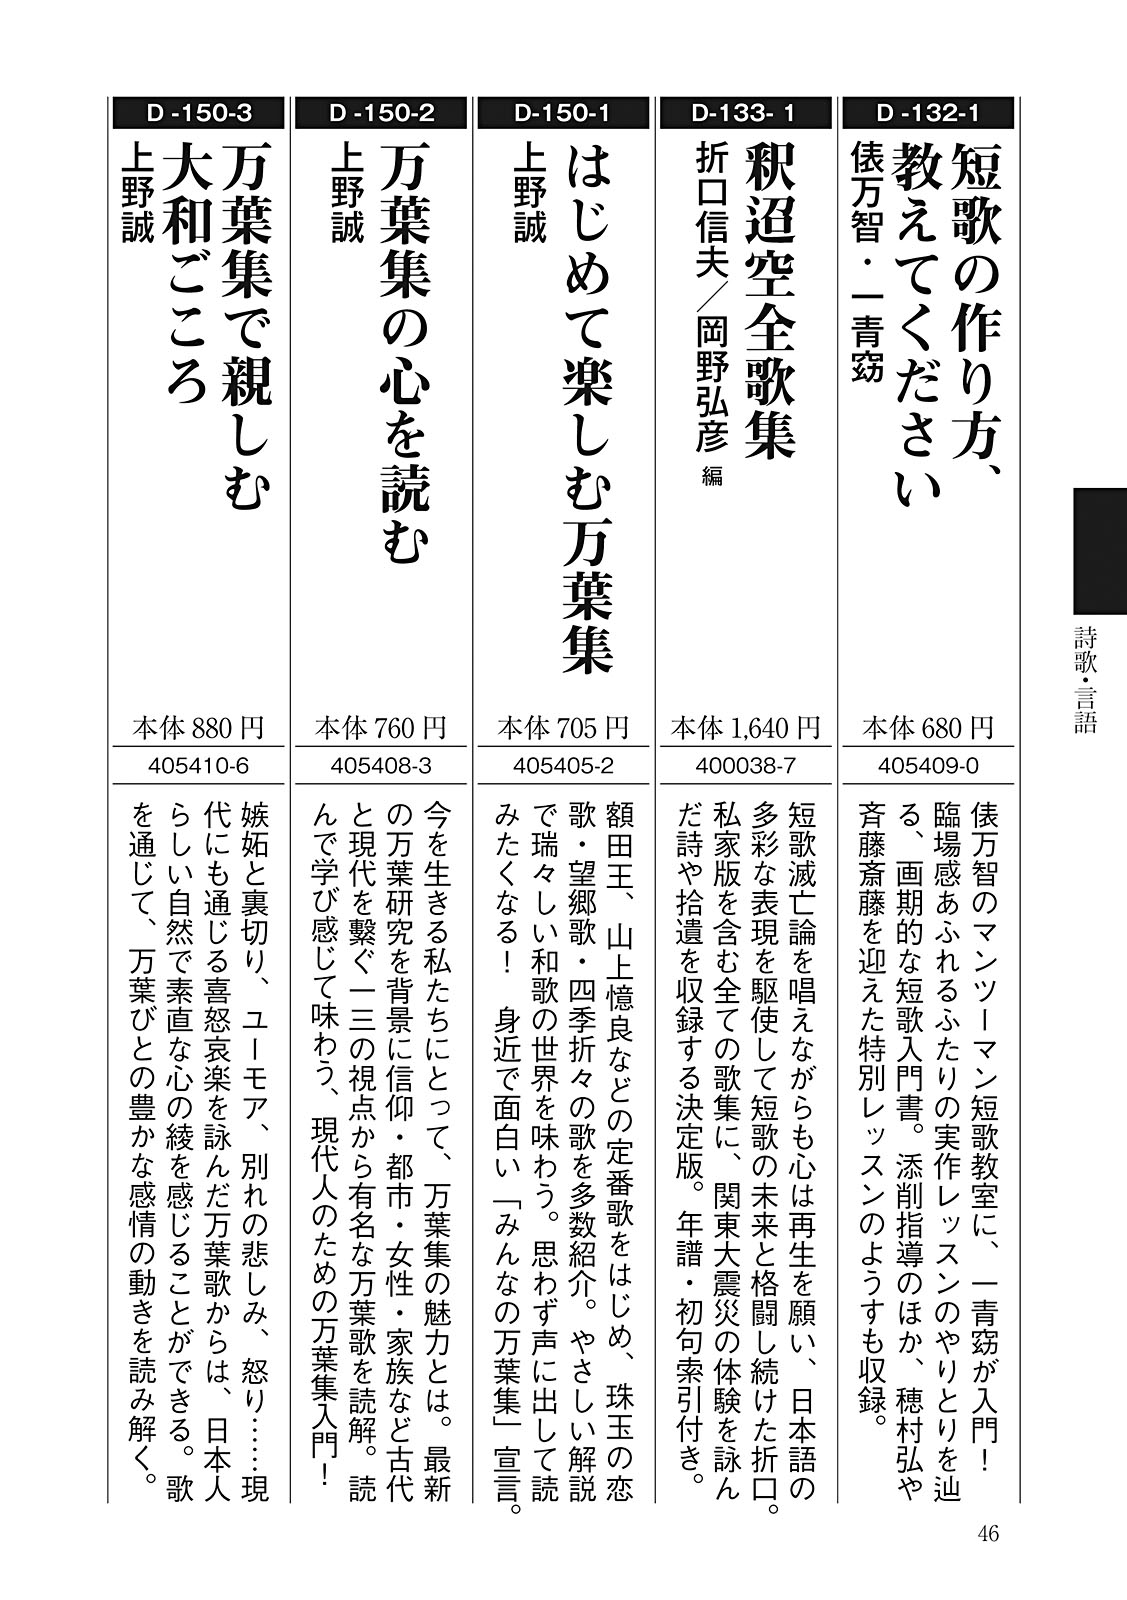 詩歌・言語
D-132-1
短歌の作り方、
教えてください
俵万智・一青窈
本体 680 円
405409-0
俵万智のマンツーマン短歌教室に、一青窈が入門！
臨場感あふれるふたりの実作レッスンのやりとりを辿
る、画期的な短歌入門書。添削指導のほか、穂村弘や
斉藤斎藤を迎えた特別レッスンのようすも収録。
D-133-1
釈迢空全歌集
折口信夫／岡野弘彦 編
本体 1,640 円
400038-7
短歌滅亡論を唱えながらも心は再生を願い、日本語の
多彩な表現を駆使して短歌の未来と格闘し続けた折口。
私家版を含む全ての歌集に、関東大震災の体験を詠ん
だ詩や拾遺を収録する決定版。年譜・初句索引付き。
D-150-1
はじめて楽しむ万葉集
上野誠
本体 705 円
405405-2
額田王、山上憶良などの定番歌をはじめ、珠玉の恋
歌・望郷歌・四季折々の歌を多数紹介。やさしい解説
で瑞々しい和歌の世界を味わう。思わず声に出して読
みたくなる！　身近で面白い「みんなの万葉集」宣言。
D-150-2
万葉集の心を読む
上野誠
本体 760 円
405408-3
今を生きる私たちにとって、万葉集の魅力とは。最新
の万葉研究を背景に信仰・都市・女性・家族など古代
と現代を繋ぐ一三の視点から有名な万葉歌を読解。読
んで学び感じて味わう、現代人のための万葉集入門！
D-150-3
万葉集で親しむ
大和ごころ
上野誠
本体 880 円
405410-6
嫉妬と裏切り、ユーモア、別れの悲しみ、怒り……現
代にも通じる喜怒哀楽を詠んだ万葉歌からは、日本人
らしい自然で素直な心の綾を感じることができる。歌
を通じて、万葉びとの豊かな感情の動きを読み解く。
46